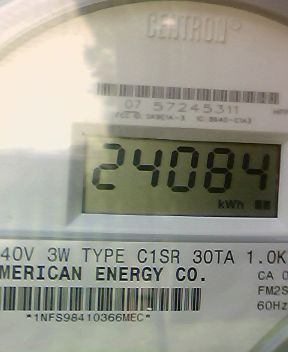 CENTRON®
07 57245311
24084
kWh
40V 3W TYPE C1SR 30TA 1.0K
MERICAN ENERGY CO.
CA 0
FM2S
60Hz
*1NFS98410366MEC*